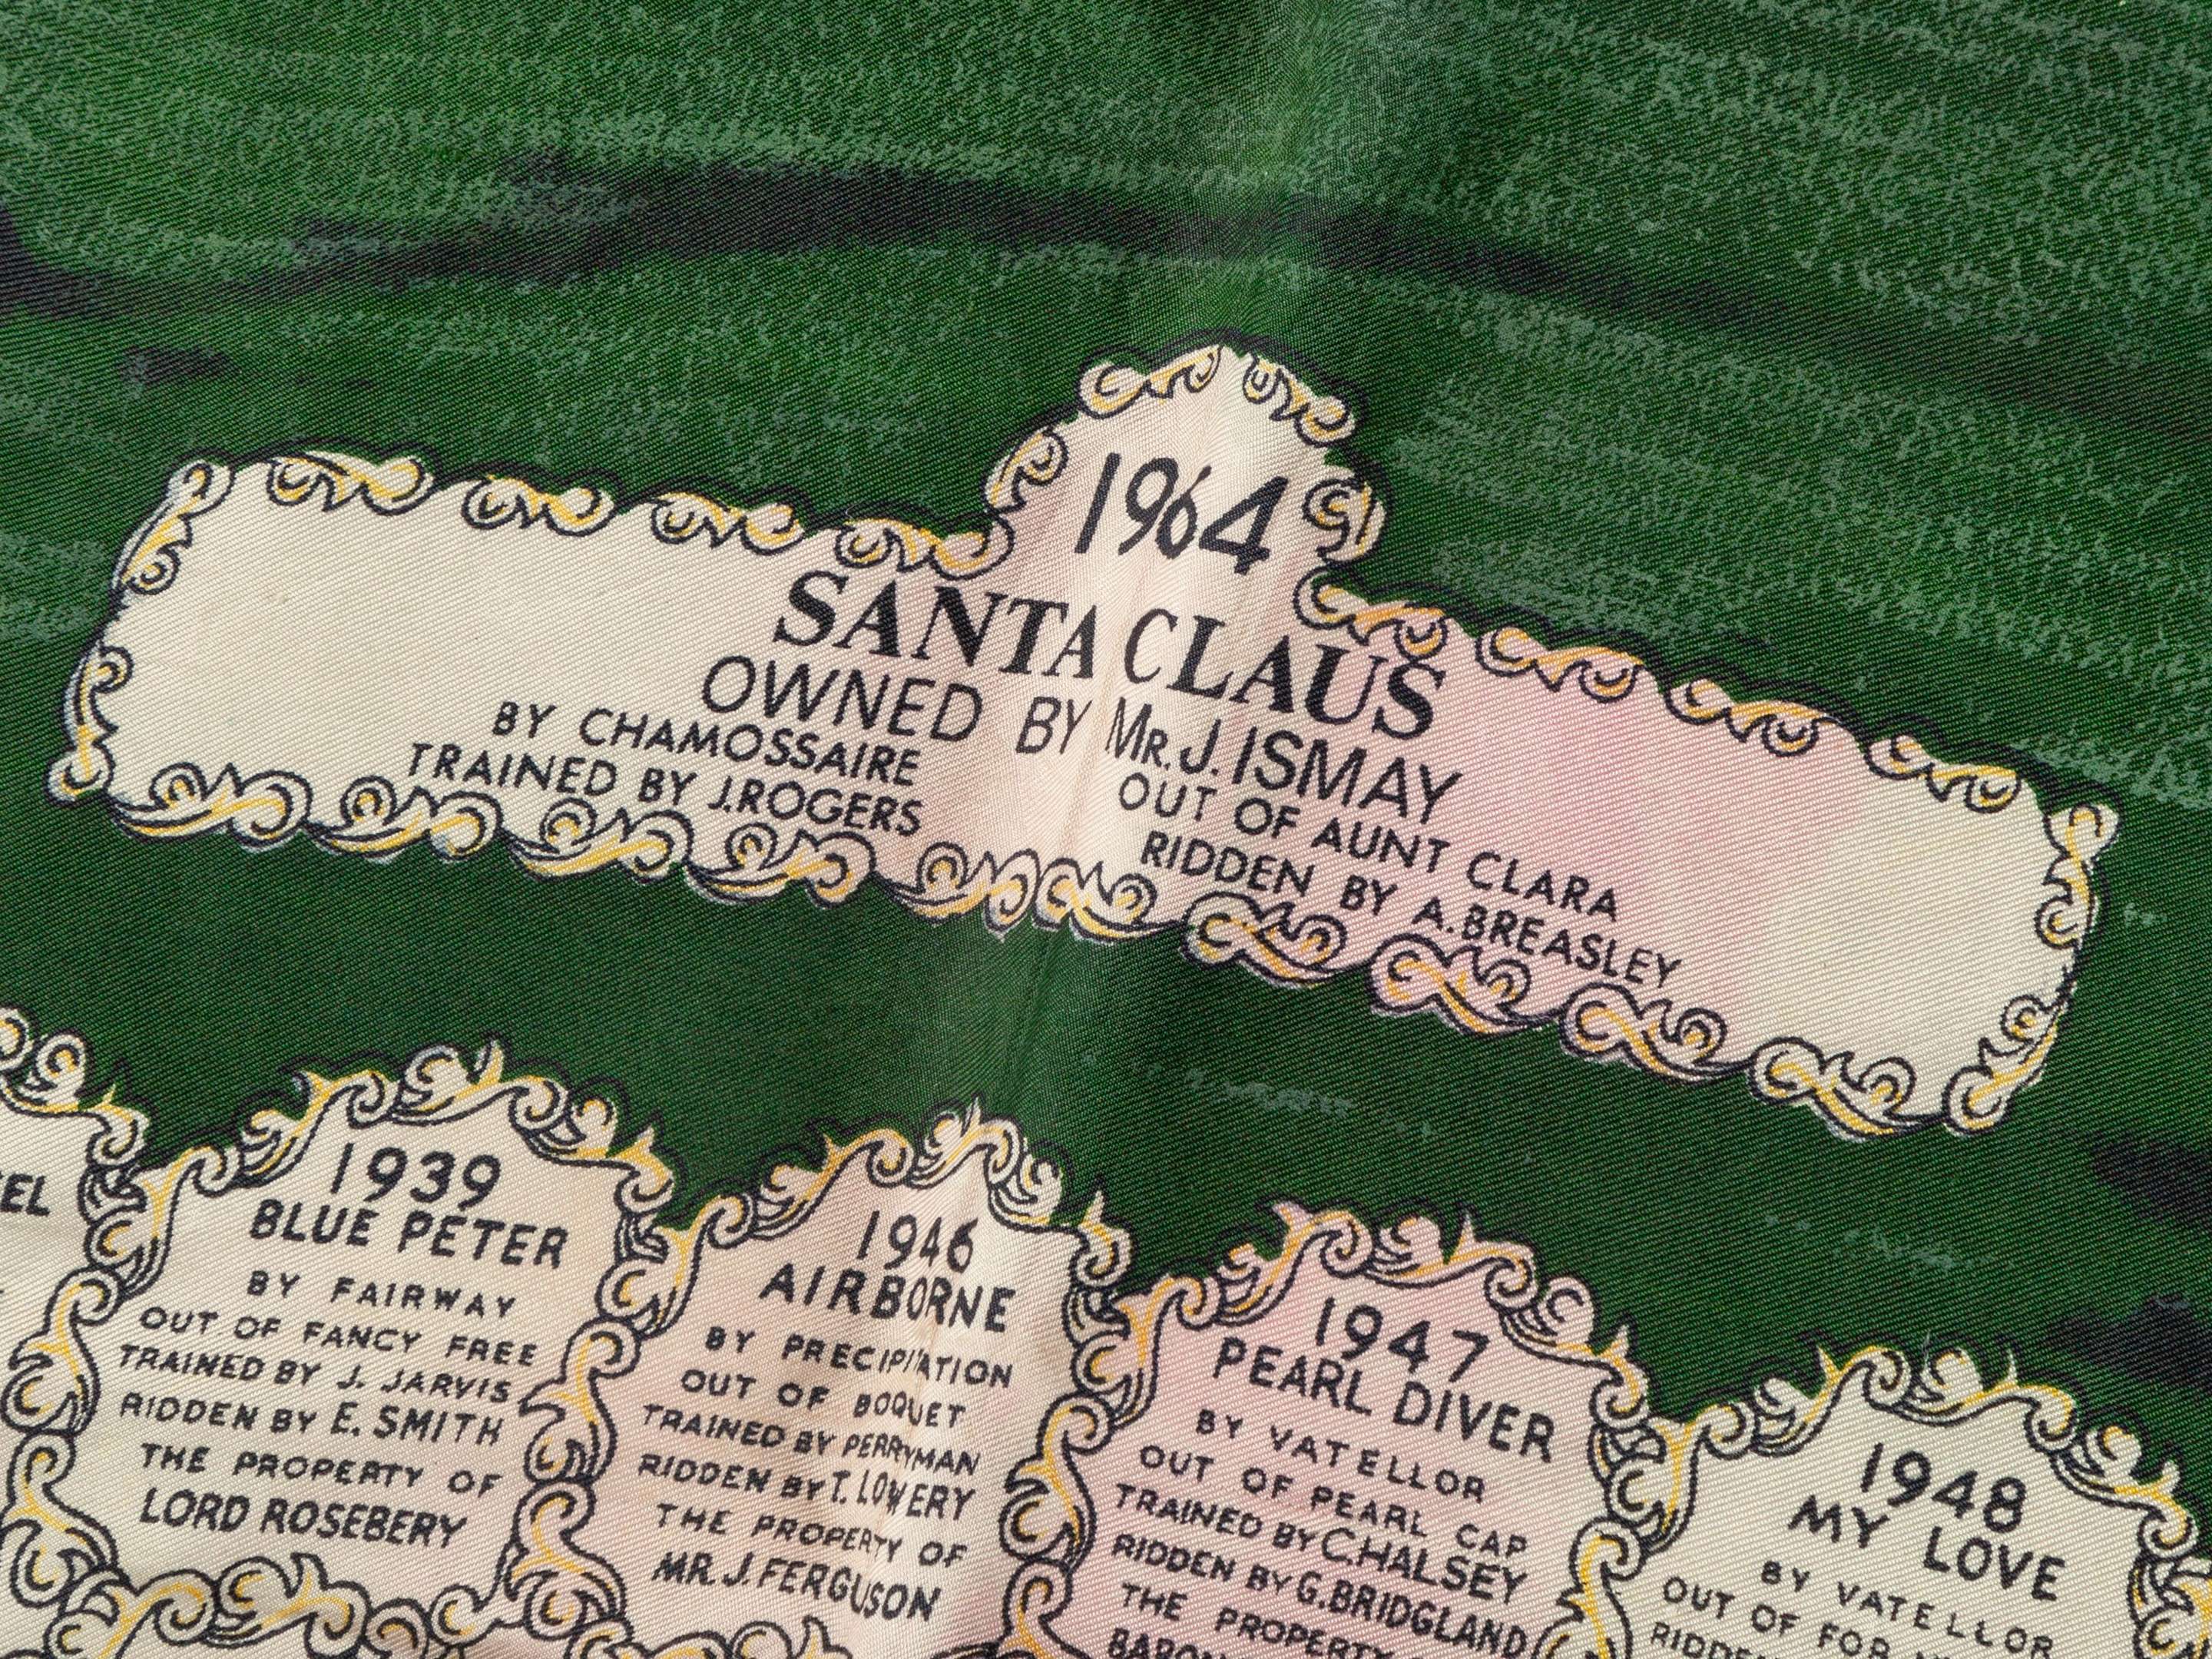 1964
SANTA CLAUS
OWNED BY MR. J. ISMAY
BY CHAMOSSAIRE
OUT OF AUNT CLARA
TRAINED BY J.ROGERS
RIDDEN BY A.BREASLEY
1939
BLUE PETER
BY FAIRWAY
OUT OF FANCY FREE
TRAINED BY J. JARVIS
RIDDEN BY E. SMITH
THE PROPERTY OF
LORD ROSEBERY
1946
AIRBORNE
BY PRECIPITATION
OUT OF BOQUET
TRAINED BY PERRYMAN
RIDDEN BY T. LOWERY
THE PROPERTY OF
MR. J. FERGUSON
1947
PEARL DIVER
BY VATELLOR
OUT OF PEARL CAP
TRAINED BY C.HALSEY
RIDDEN BY G.BRIDGLAND
THE PROPERTY
1948
MY LOVE
BY VATELLOR
OUT OF FOR